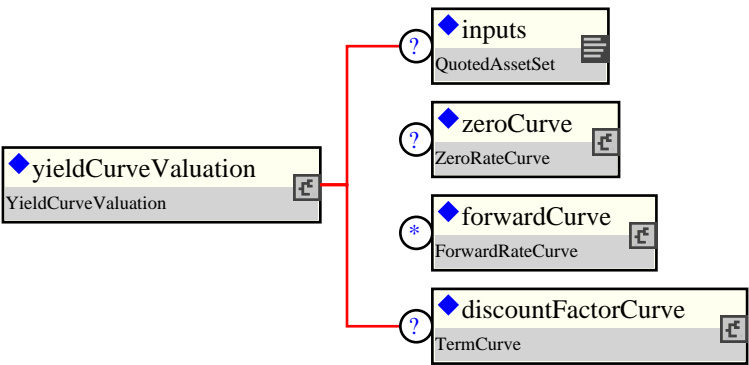 ?
inputs
QuotedAssetSet
?
zeroCurve
ZeroRateCurve
yieldCurveValuation
YieldCurveValuation
*
forwardCurve
ForwardRateCurve
?
discountFactorCurve
TermCurve